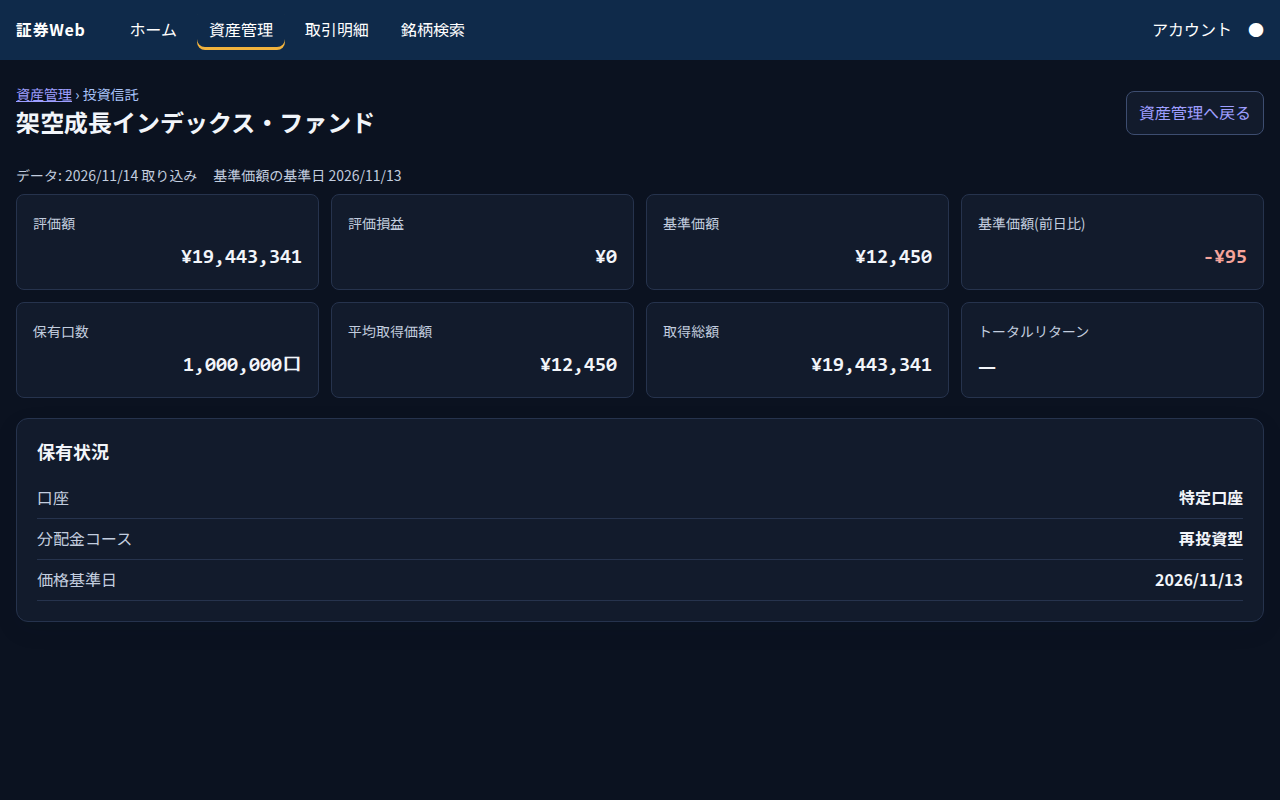 証券Web ホーム 資産管理 取引明細 銘柄検索 アカウント
資産管理 › 投資信託
架空成長インデックス・ファンド
資産管理へ戻る
データ: 2026/11/14 取り込み 基準価額の基準日 2026/11/13
評価額
¥19,443,341
評価損益
¥0
基準価額
¥12,450
基準価額(前日比)
-¥95
保有口数
1,000,000口
平均取得価額
¥12,450
取得総額
¥19,443,341
トータルリターン
—
保有状況
口座 特定口座
分配金コース 再投資型
価格基準日 2026/11/13